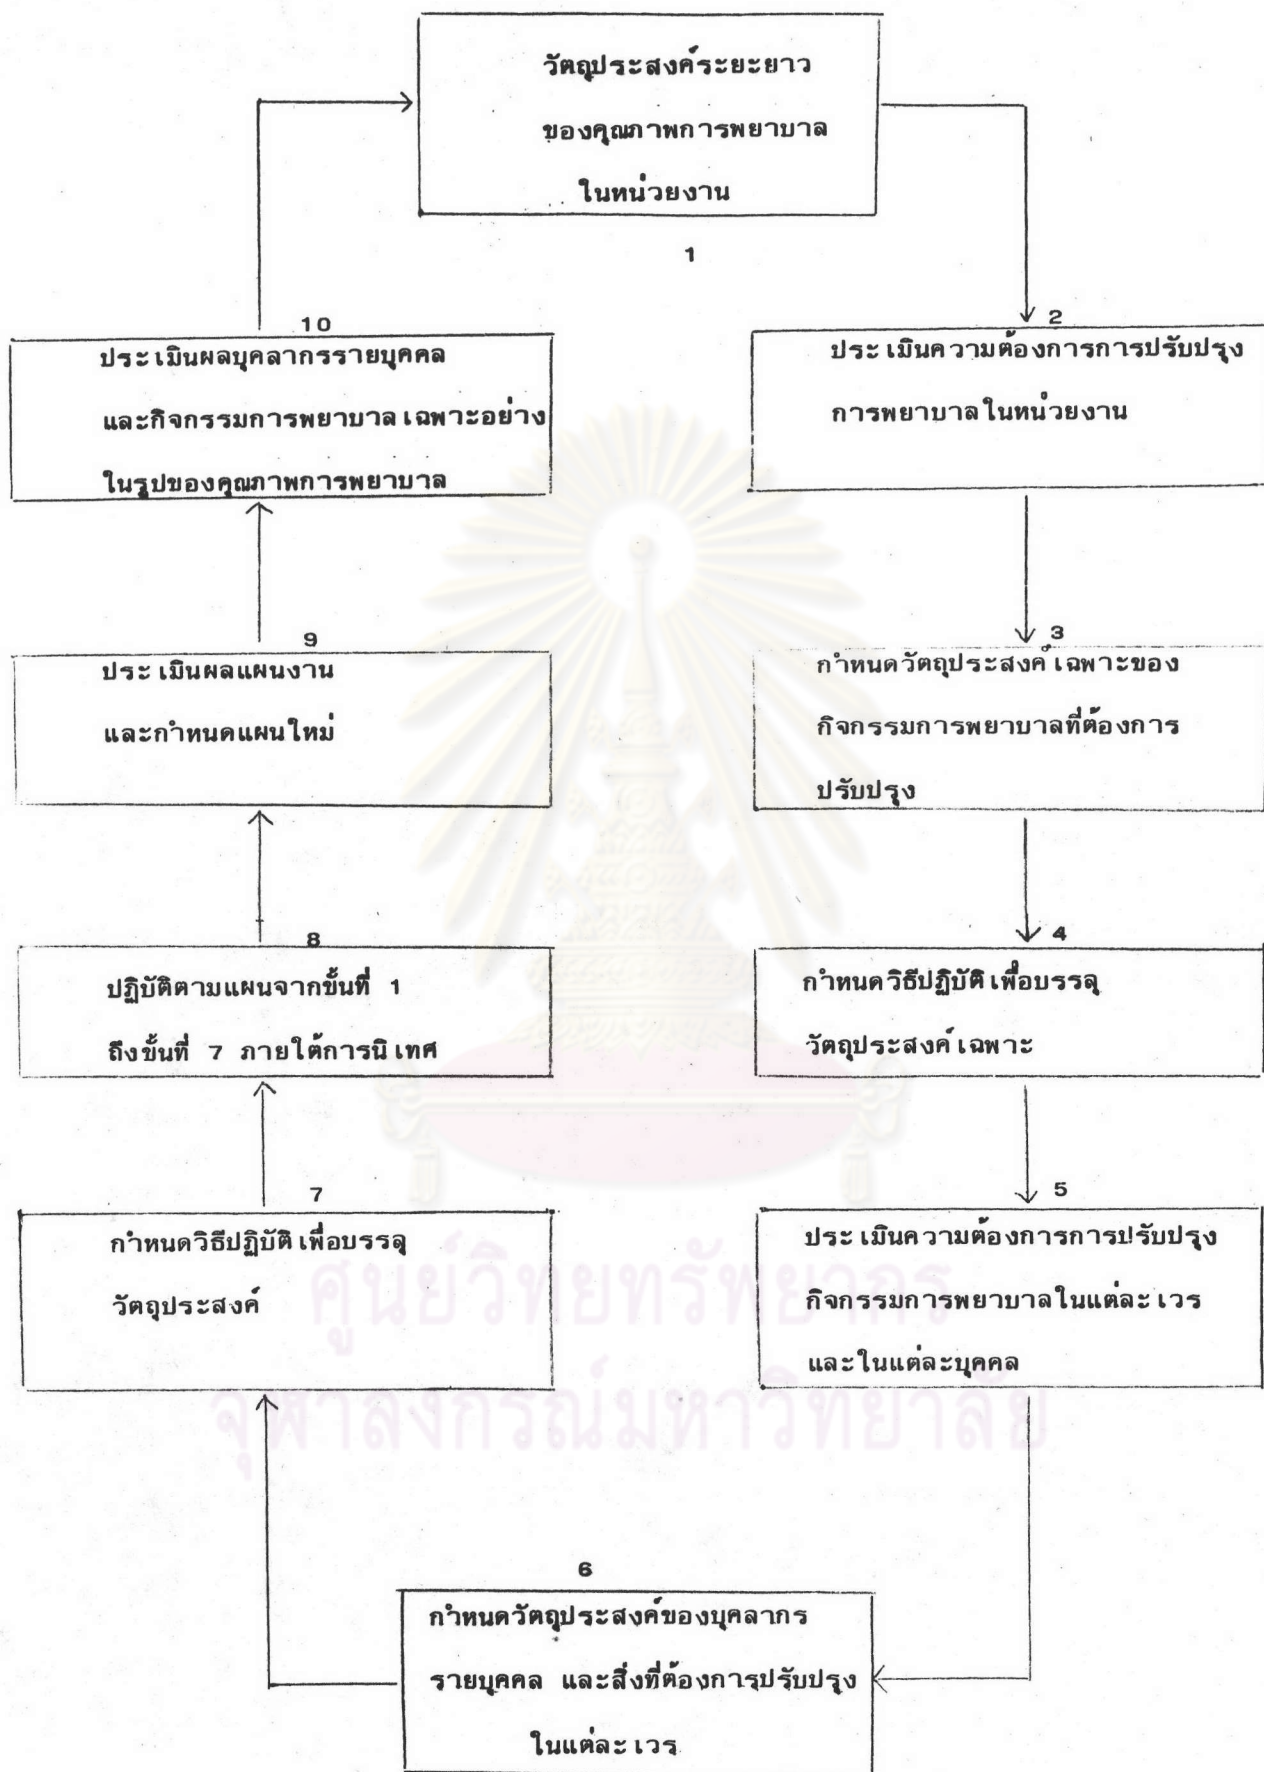 วัตถุประสงค์ระยะยาว
ของคุณภาพการพยาบาล
ในหน่วยงาน
1
2
ประเมินความต้องการการปรับปรุง
การพยาบาลในหน่วยงาน
3
กำหนดวัตถุประสงค์เฉพาะของ
กิจกรรมการพยาบาลที่ต้องการ
ปรับปรุง
4
กำหนดวิธีปฏิบัติเพื่อบรรลุ
วัตถุประสงค์เฉพาะ
5
ประเมินความต้องการการปรับปรุง
กิจกรรมการพยาบาลในแต่ละเวร
และในแต่ละบุคคล
6
กำหนดวัตถุประสงค์ของบุคลากร
รายบุคคล และสิ่งที่ต้องการปรับปรุง
ในแต่ละเวร
7
กำหนดวิธีปฏิบัติเพื่อบรรลุ
วัตถุประสงค์
8
ปฏิบัติตามแผนจากขั้นที่ 1
ถึงขั้นที่ 7 ภายใต้การนิเทศ
9
ประเมินผลแผนงาน
และกำหนดแผนใหม่
10
ประเมินผลบุคลากรรายบุคคล
และกิจกรรมการพยาบาลเฉพาะอย่าง
ในรูปของคุณภาพการพยาบาล
ศูนย์วิทยทรัพยากร
จุฬาลงกรณ์มหาวิทยาลัย